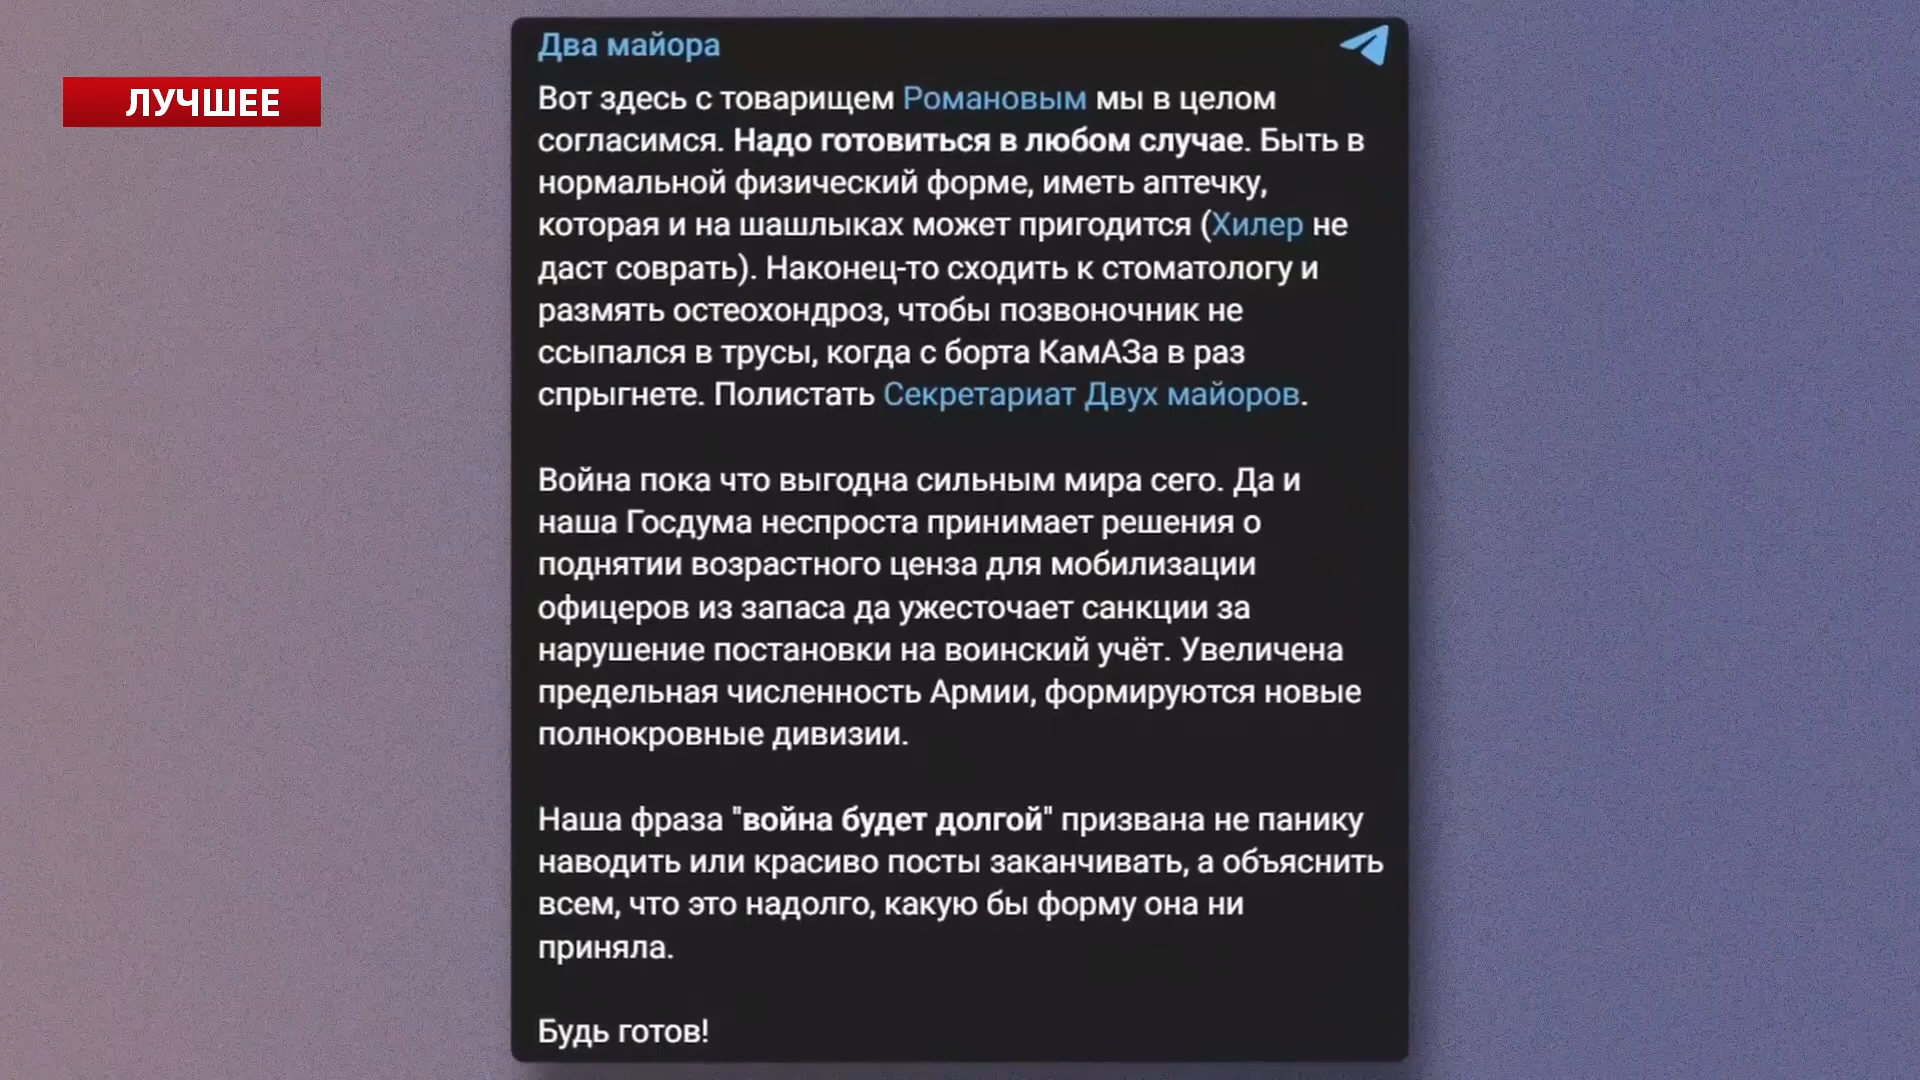 Два майора
ЛУЧШЕЕ
Вот здесь с товарищем Романовым мы в целом
согласимся. Надо готовиться в любом случае. Быть в
нормальной физический форме, иметь аптечку,
которая и на шашлыках может пригодится (Хилер не
даст соврать). Наконец-то сходить к стоматологу и
размять остеохондроз, чтобы позвоночник не
ссыпался в трусы, когда с борта КамАЗа в раз
спрыгнете. Полистать Секретариат Двух майоров.
Война пока что выгодна сильным мира сего. Да и
наша Госдума неспроста принимает решения о
поднятии возрастного ценза для мобилизации
офицеров из запаса да ужесточает санкции за
нарушение постановки на воинский учёт. Увеличена
предельная численность Армии, формируются новые
полнокровные дивизии.
Наша фраза "война будет долгой" призвана не панику
наводить или красиво посты заканчивать, а объяснить
всем, что это надолго, какую бы форму она ни
приняла.
Будь готов!